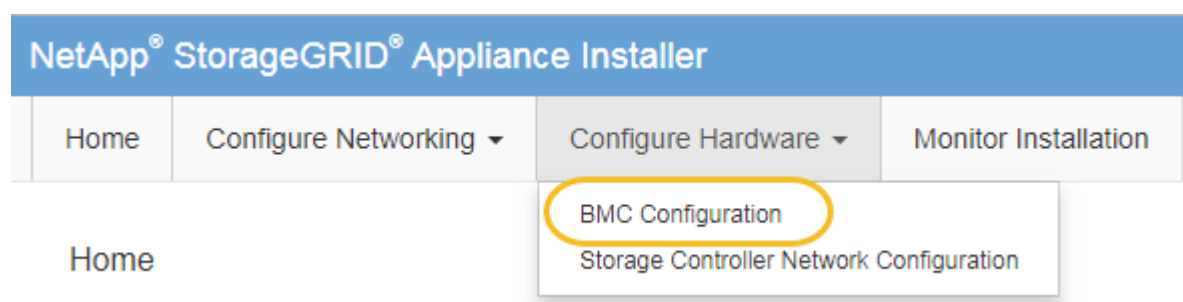 NetApp® StorageGRID® Appliance Installer
Home Configure Networking Configure Hardware Monitor Installation
BMC Configuration
Home
Storage Controller Network Configuration